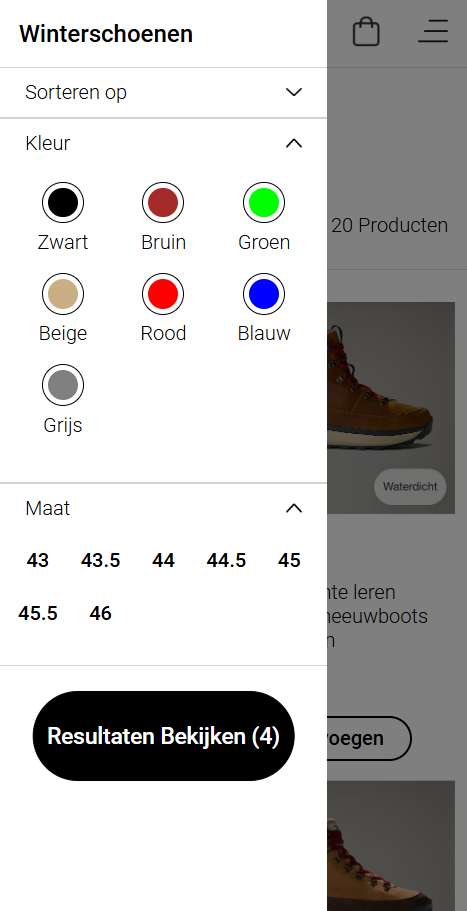 Winterschoenen
Sorteren op
Kleur
20 Producten
Zwart
Bruin
Groen
Beige
Rood
Blauw
Grijs
Waterdicht
Maat
43 43.5 44 44.5 45
45.5 46
nte leren
neeuwboots
n
Resultaten Bekijken (4)
voegen